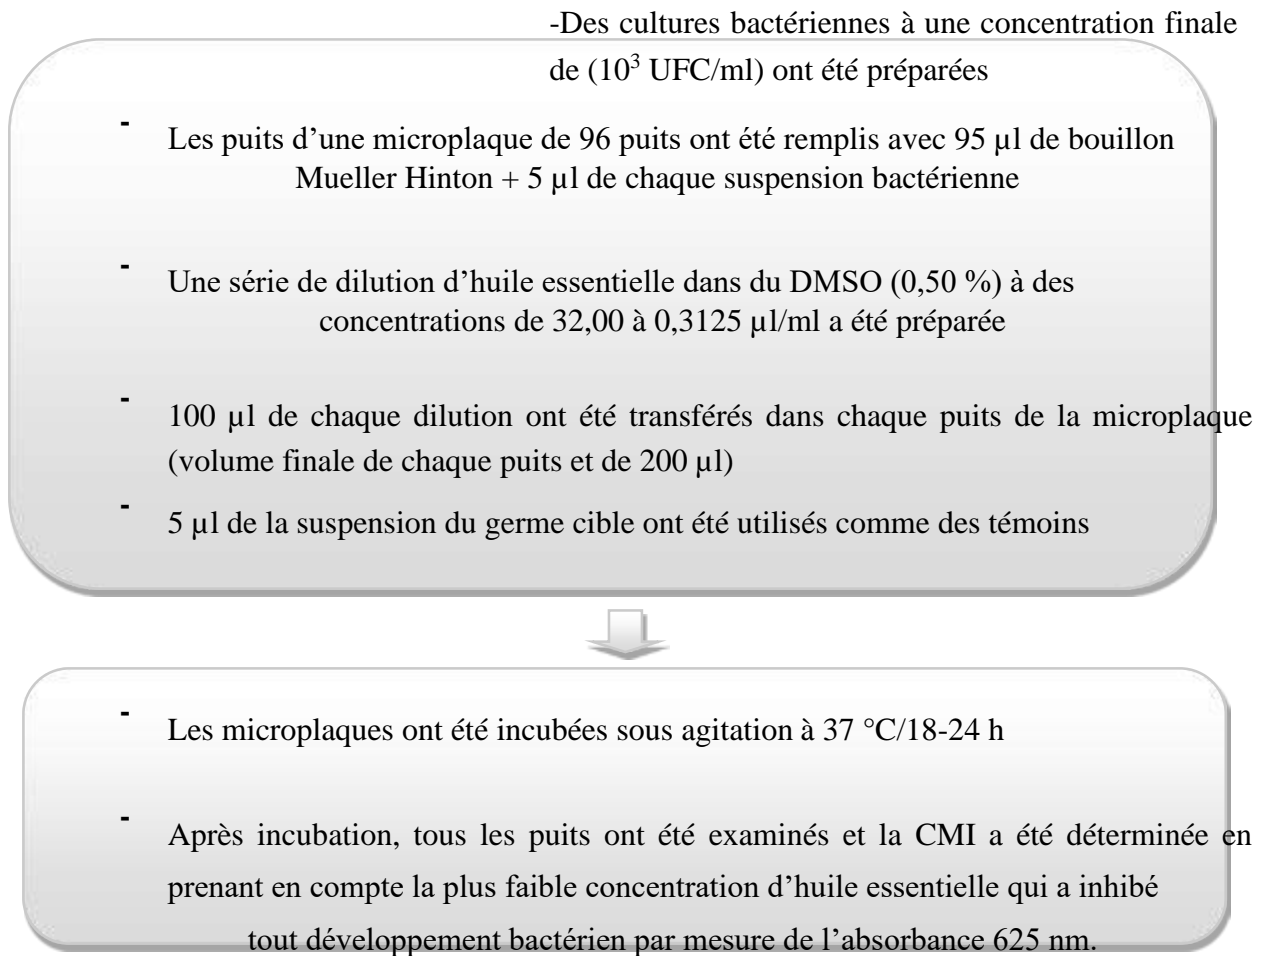 -Des cultures bactériennes à une concentration finale
de (10³ UFC/ml) ont été préparées
- Les puits d’une microplaque de 96 puits ont été remplis avec 95 µl de bouillon
Mueller Hinton + 5 µl de chaque suspension bactérienne
- Une série de dilution d’huile essentielle dans du DMSO (0,50 %) à des
concentrations de 32,00 à 0,3125 µl/ml a été préparée
- 100 µl de chaque dilution ont été transférés dans chaque puits de la microplaque
(volume finale de chaque puits et de 200 µl)
- 5 µl de la suspension du germe cible ont été utilisés comme des témoins
- Les microplaques ont été incubées sous agitation à 37 °C/18-24 h
- Après incubation, tous les puits ont été examinés et la CMI a été déterminée en
prenant en compte la plus faible concentration d’huile essentielle qui a inhibé
tout développement bactérien par mesure de l’absorbance 625 nm.